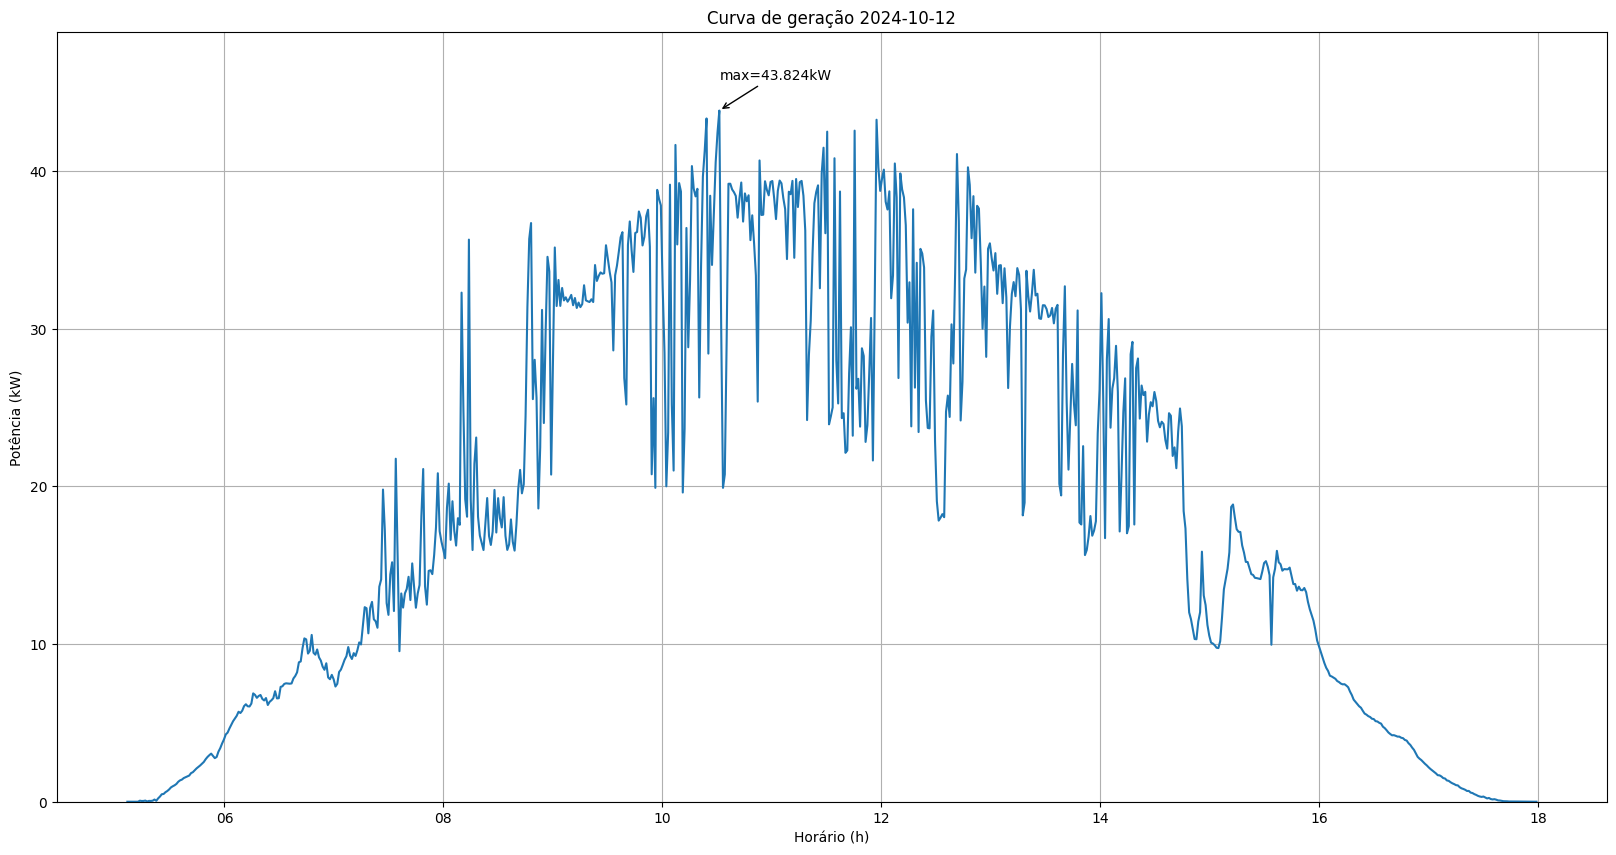 Curva de geração 2024-10-12
max=43.824kW
Potência (kW)
40
30
20
10
0
06 08 10 12 14 16 18
Horário (h)